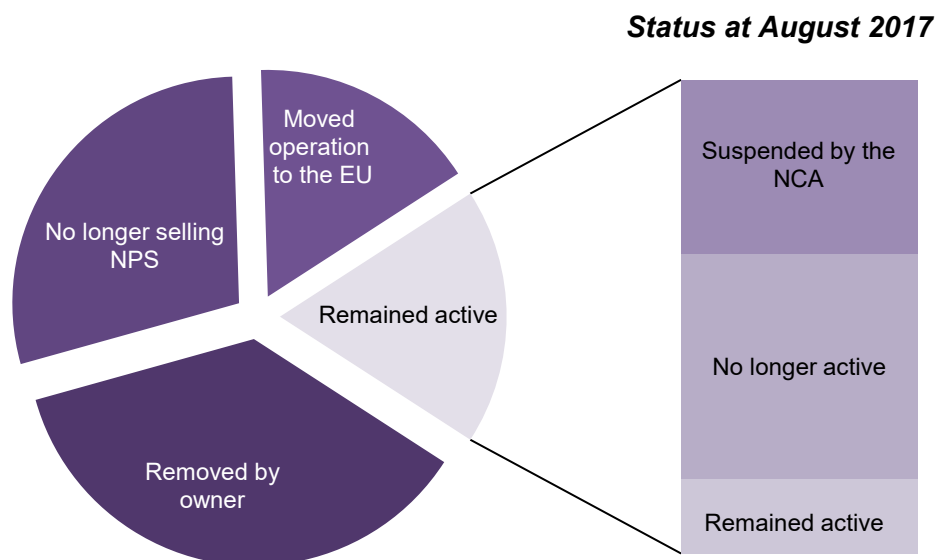 Status at August 2017
Moved
operation
to the EU
No longer selling
NPS
Remained active
Removed by
owner
Suspended by the
NCA
No longer active
Remained active